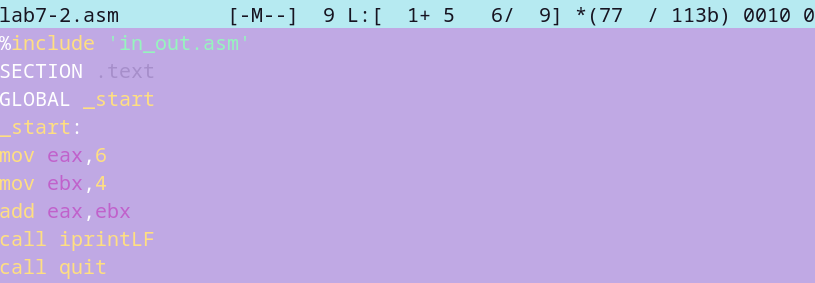 lab7-2.asm [-M--] 9 L:[ 1+ 5 6/ 9] *(77 / 113b) 0010 0
%include 'in_out.asm'
SECTION .text
GLOBAL _start
_start:
mov eax,6
mov ebx,4
add eax,ebx
call iprintLF
call quit